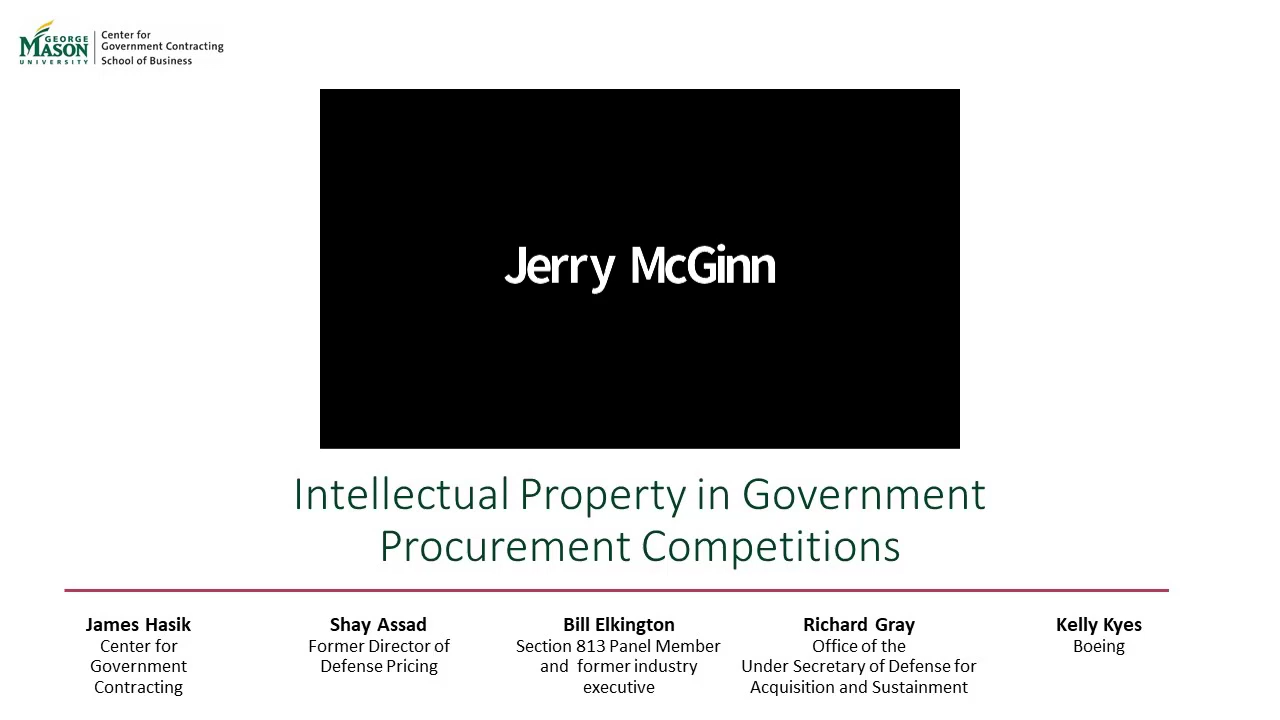 GEORGE
MASON
UNIVERSITY
Center for
Government Contracting
School of Business
Jerry McGinn
Intellectual Property in Government
Procurement Competitions
James Hasik
Center for
Government
Contracting
Shay Assad
Former Director of
Defense Pricing
Bill Elkington
Section 813 Panel Member
and former industry
executive
Richard Gray
Office of the
Under Secretary of Defense for
Acquisition and Sustainment
Kelly Kyes
Boeing